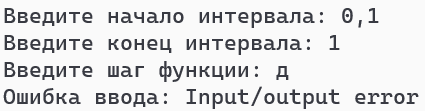 Введите начало интервала: 0,1
Введите конец интервала: 1
Введите шаг функции: д
Ошибка ввода: Input/output error